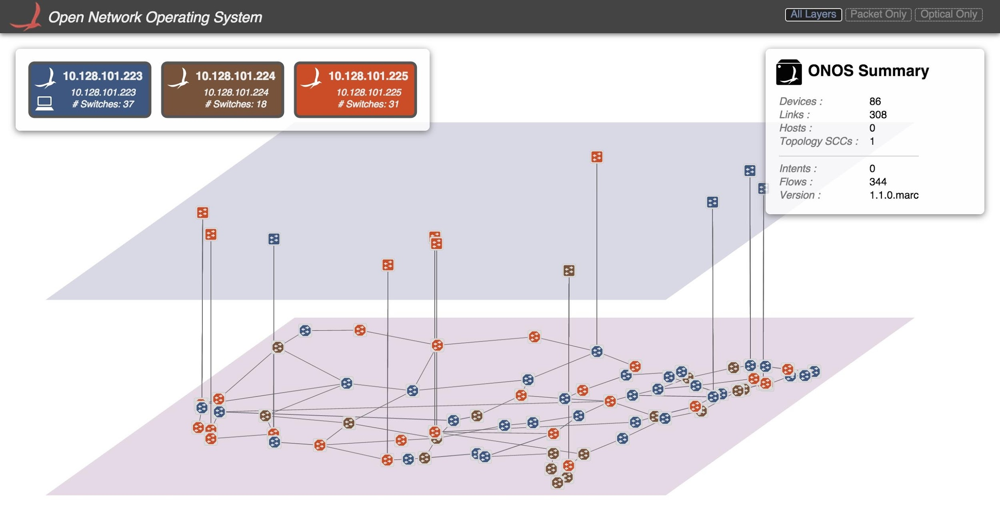 Open Network Operating System
All Layers Packet Only Optical Only
10.128.101.223
10.128.101.223
# Switches: 37
10.128.101.224
10.128.101.224
# Switches: 18
10.128.101.225
10.128.101.225
# Switches: 31
ONOS Summary
Devices : 86
Links : 308
Hosts : 0
Topology SCCs : 1
Intents : 0
Flows : 344
Version : 1.1.0.marc